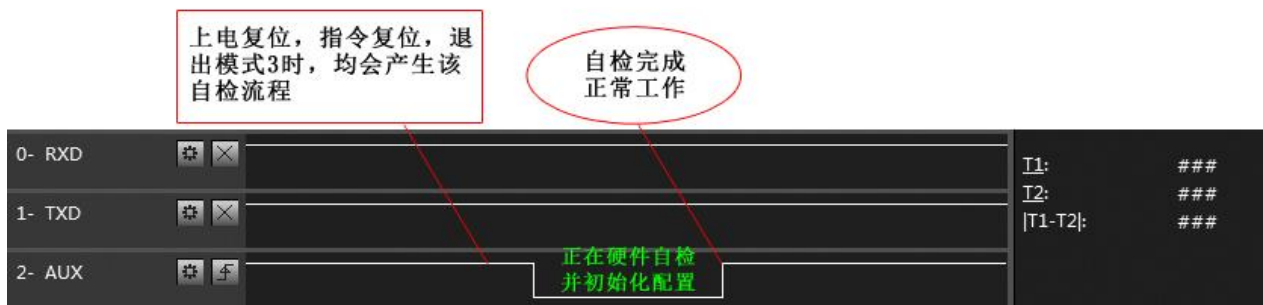 上电复位，指令复位，退
出模式3时，均会产生该
自检流程
自检完成
正常工作
0- RXD
1- TXD
2- AUX
正在硬件自检
并初始化配置
T1: ###
T2: ###
|T1-T2|: ###